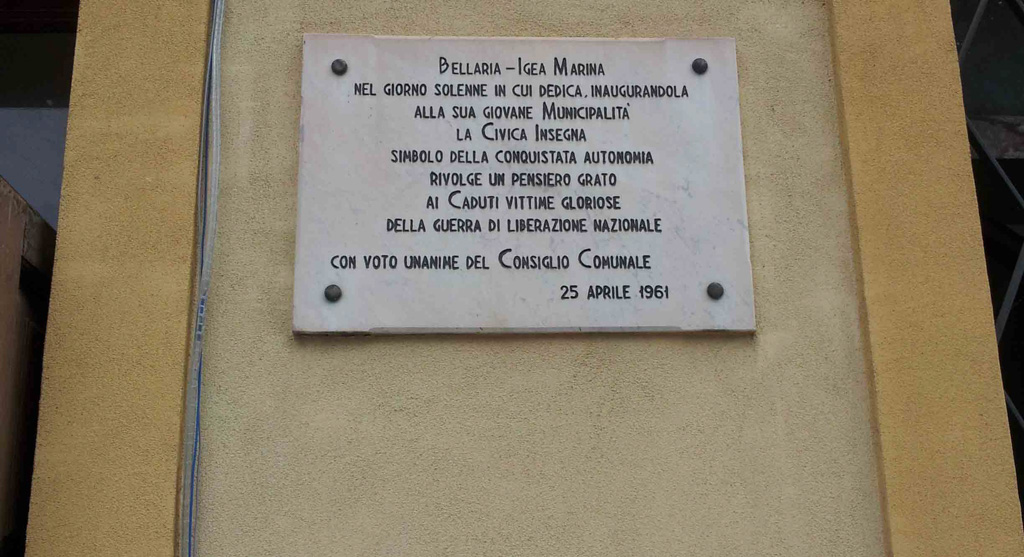 Bellaria – Igea Marina
nel giorno solenne in cui dedica, inaugurandola
alla sua giovane Municipalità
la Civica Insegna
simbolo della conquistata autonomia
rivolge un pensiero grato
ai Caduti vittime gloriose
della guerra di liberazione nazionale
con voto unanime del Consiglio Comunale
25 aprile 1961